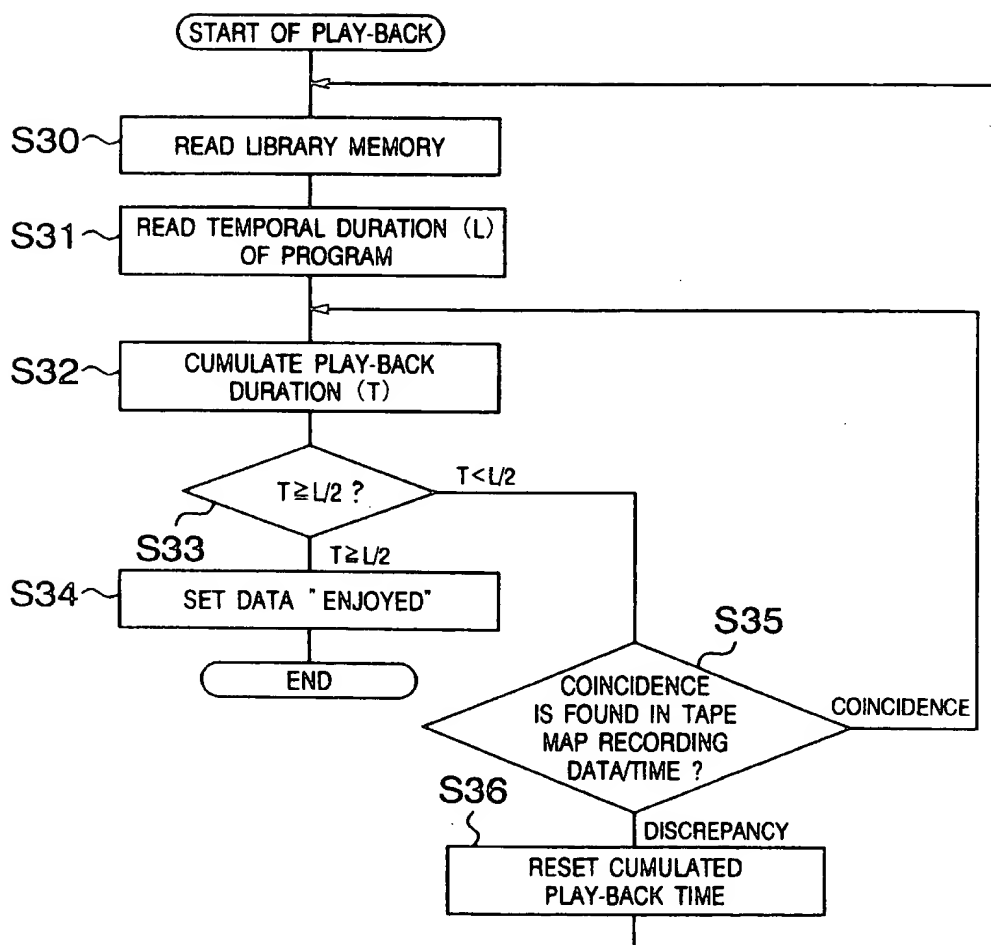 START OF PLAY-BACK
S30
READ LIBRARY MEMORY
S31
READ TEMPORAL DURATION (L)
OF PROGRAM
S32
CUMULATE PLAY-BACK
DURATION (T)
T≧L/2 ?
T<L/2
S33
T≧L/2
S34
SET DATA " ENJOYED"
END
S35
COINCIDENCE
IS FOUND IN TAPE
MAP RECORDING
DATA/TIME ?
COINCIDENCE
S36
DISCREPANCY
RESET CUMULATED
PLAY-BACK TIME